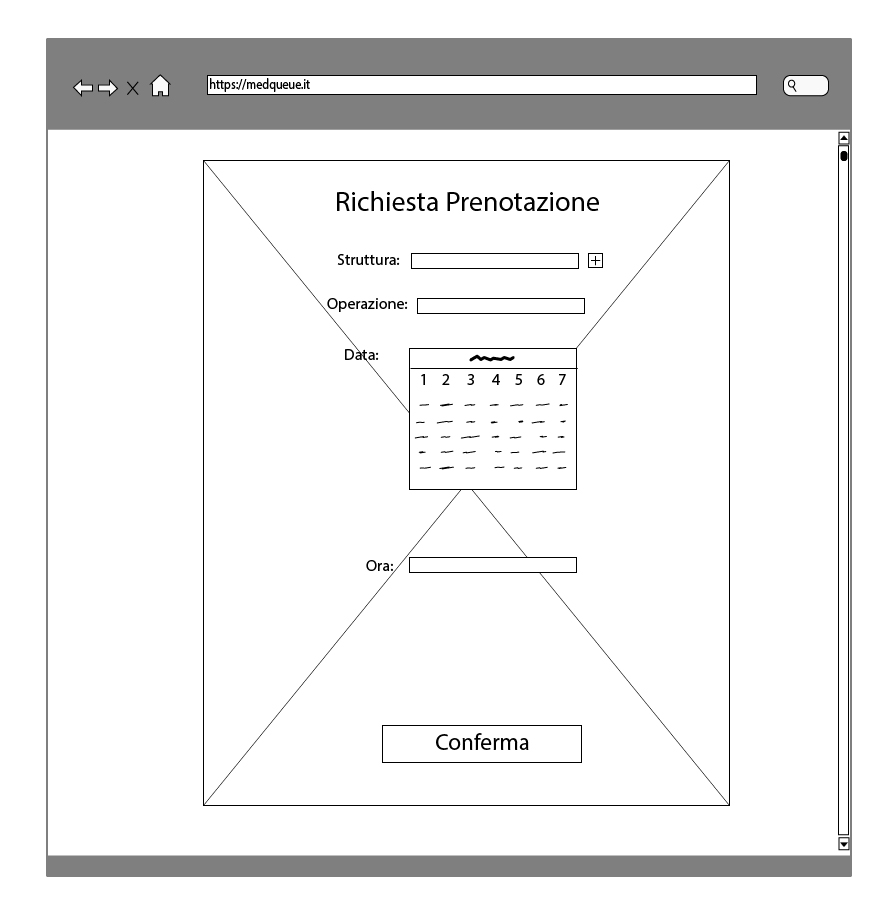 https://medqueue.it
Richiesta Prenotazione
Struttura:
Operazione:
Data:
1 2 3 4 5 6 7
Ora:
Conferma